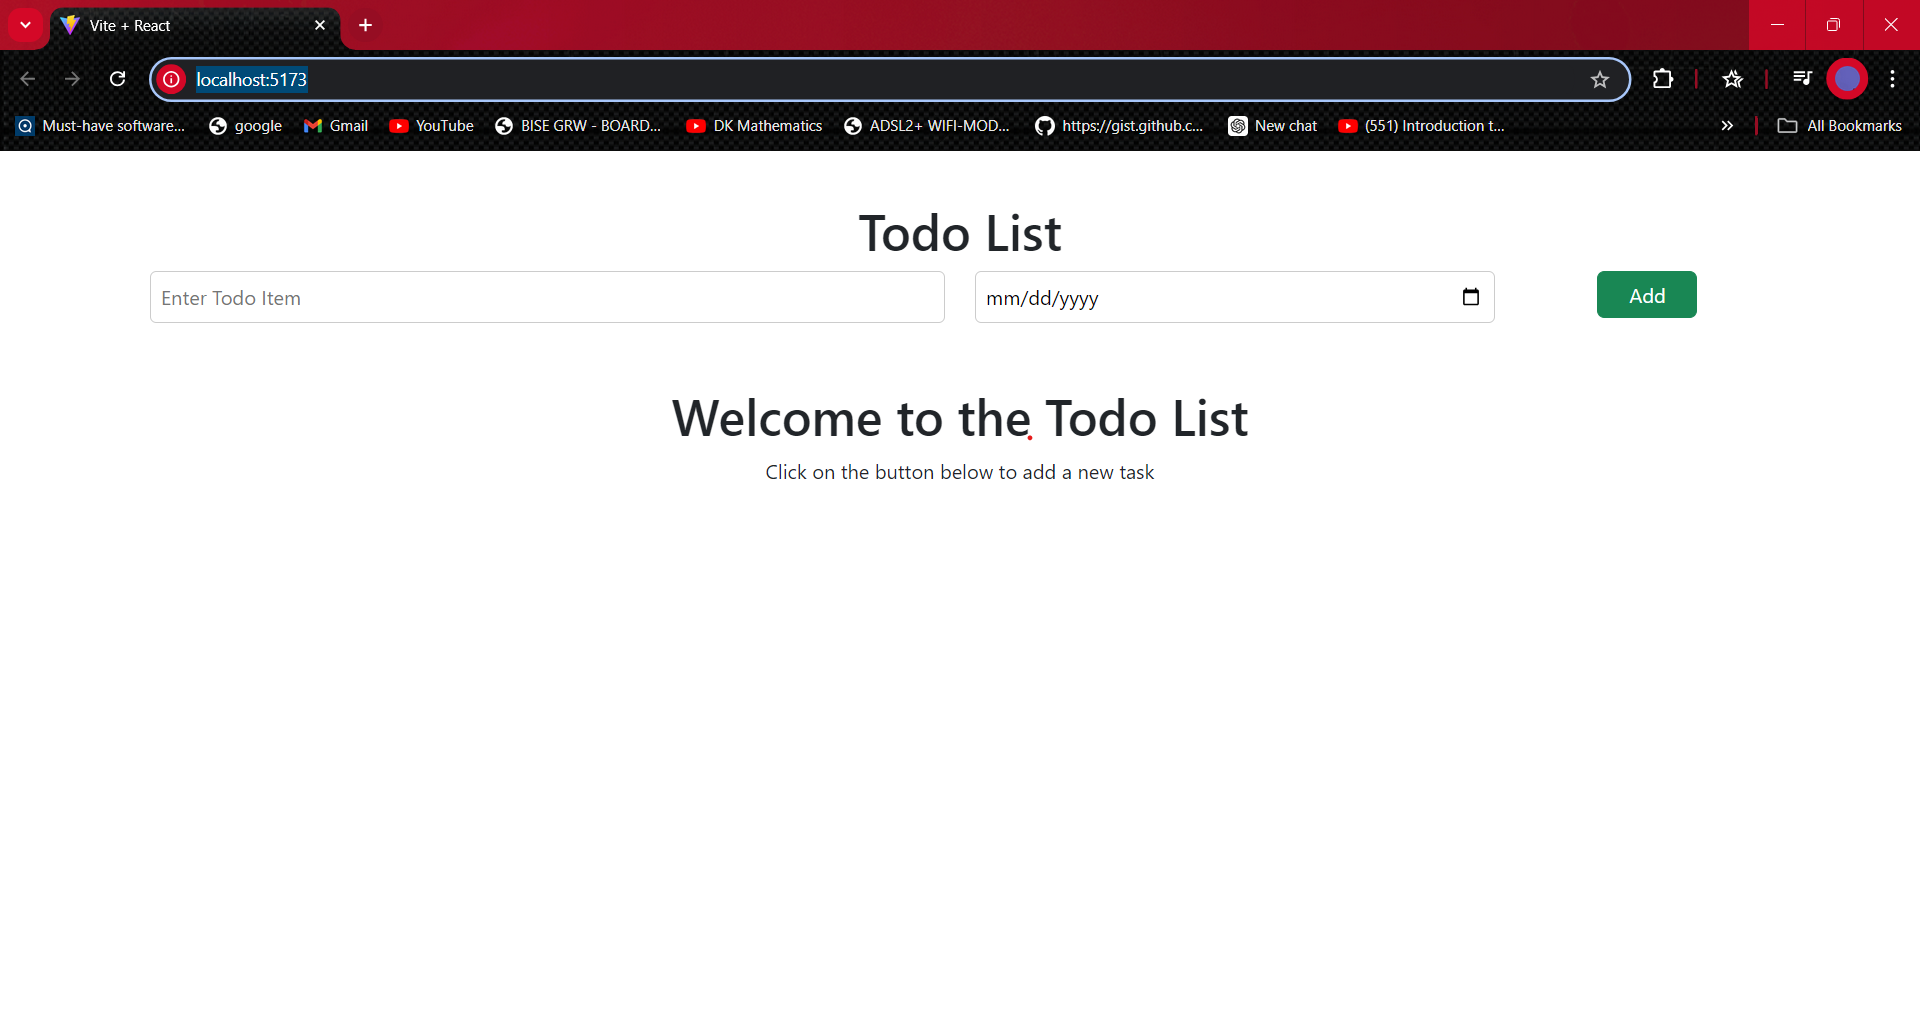 Vite + React
localhost:5173
Must-have software... google Gmail YouTube BISE GRW - BOARD... DK Mathematics ADSL2+ WIFI-MOD... https://gist.github.c... New chat (551) Introduction t... All Bookmarks
Todo List
Enter Todo Item mm/dd/yyyy Add
Welcome to the Todo List
Click on the button below to add a new task